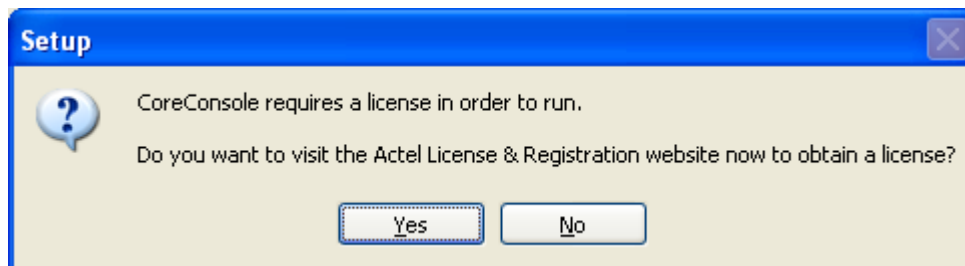 Setup
CoreConsole requires a license in order to run.
Do you want to visit the Actel License & Registration website now to obtain a license?
Yes
No